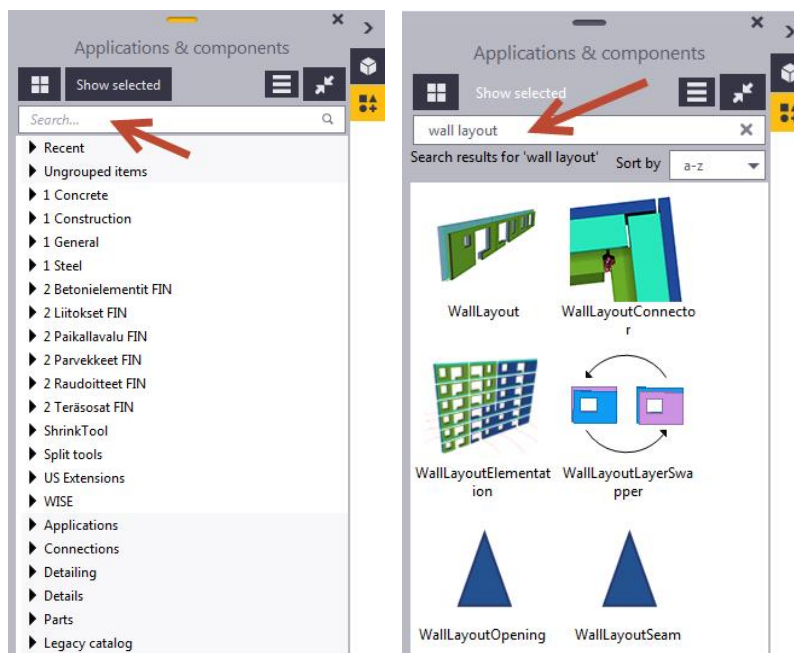 Applications & components
Show selected
Search...
Recent
Ungrouped items
1 Concrete
1 Construction
1 General
1 Steel
2 Betonielementit FIN
2 Liitokset FIN
2 Paikallavalu FIN
2 Parvekkeet FIN
2 Raudoitteet FIN
2 Teräsosat FIN
ShrinkTool
Split tools
US Extensions
WISE
Applications
Connections
Detailing
Details
Parts
Legacy catalog
Applications & components
Show selected
wall layout
Search results for 'wall layout' Sort by a-z
WallLayout WallLayoutConnecto
r
WallLayoutElementat WallLayoutLayerSwa
ion pper
WallLayoutOpening WallLayoutSeam